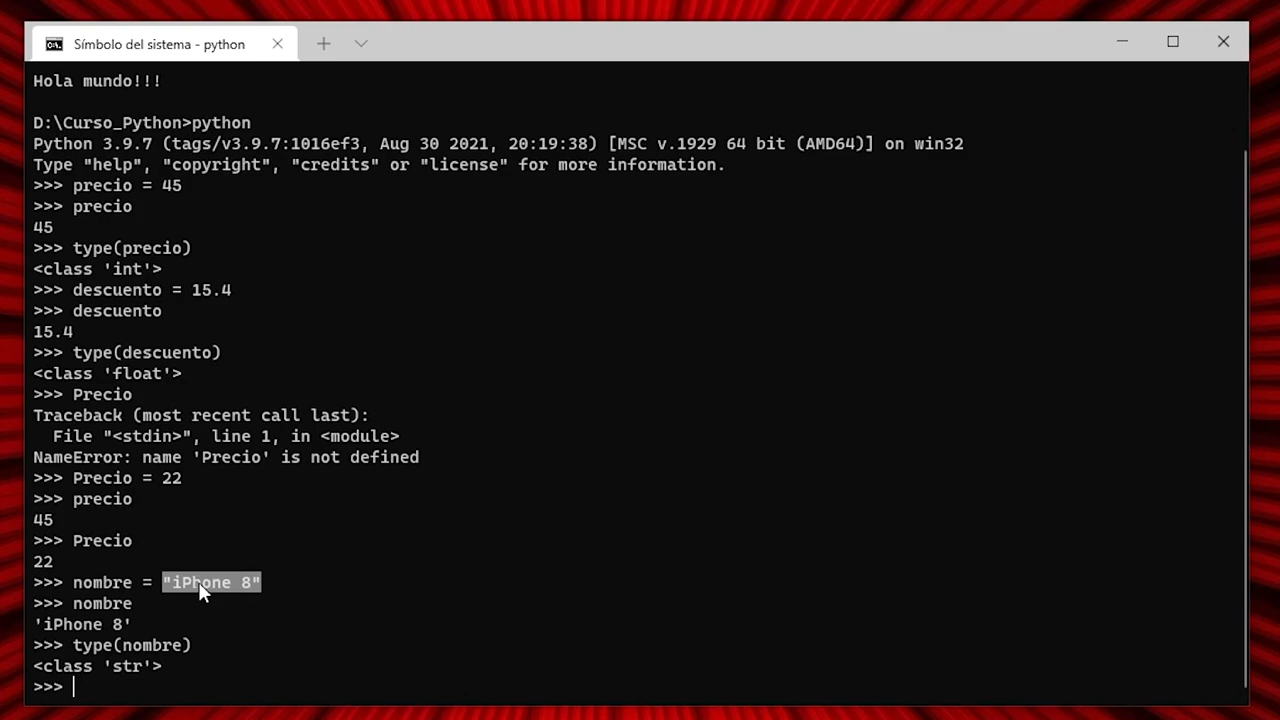 Símbolo del sistema - python
Hola mundo!!!
D:\Curso_Python>python
Python 3.9.7 (tags/v3.9.7:1016ef3, Aug 30 2021, 20:19:38) [MSC v.1929 64 bit (AMD64)] on win32
Type "help", "copyright", "credits" or "license" for more information.
>>> precio = 45
>>> precio
45
>>> type(precio)
<class 'int'>
>>> descuento = 15.4
>>> descuento
15.4
>>> type(descuento)
<class 'float'>
>>> Precio
Traceback (most recent call last):
  File "<stdin>", line 1, in <module>
NameError: name 'Precio' is not defined
>>> Precio = 22
>>> precio
45
>>> Precio
22
>>> nombre = "iPhone 8"
>>> nombre
'iPhone 8'
>>> type(nombre)
<class 'str'>
>>>